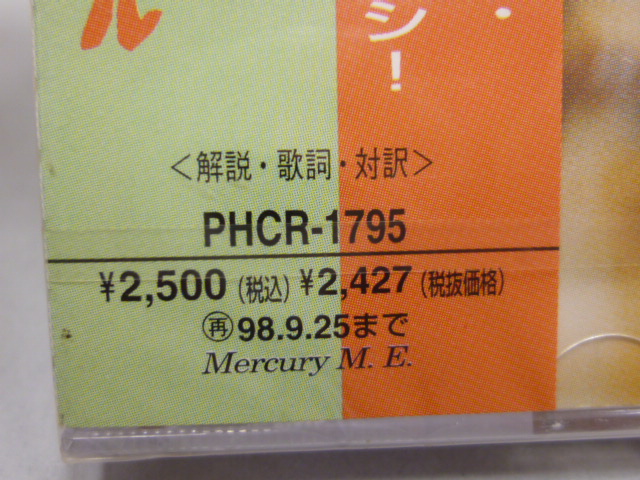 ル
シ!
<解説・歌詞・対訳>
PHCR-1795
¥2,500 (税込) ¥2,427 (税抜価格)
㊞98.9.25まで
Mercury M. E.